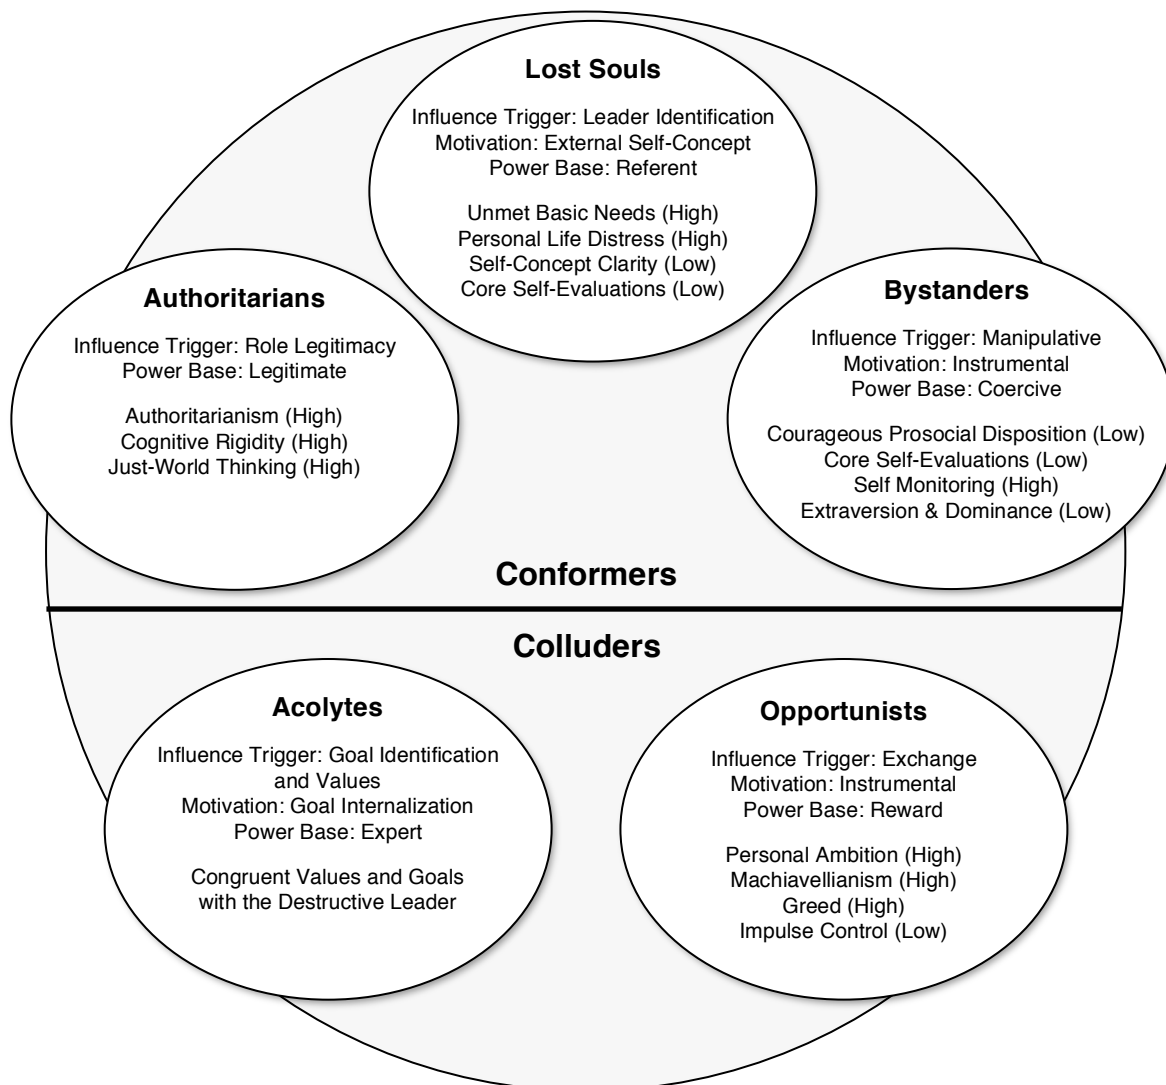 Lost Souls
Influence Trigger: Leader Identification
Motivation: External Self-Concept
Power Base: Referent
Unmet Basic Needs (High)
Personal Life Distress (High)
Self-Concept Clarity (Low)
Core Self-Evaluations (Low)
Authoritarians
Influence Trigger: Role Legitimacy
Power Base: Legitimate
Authoritarianism (High)
Cognitive Rigidity (High)
Just-World Thinking (High)
Bystanders
Influence Trigger: Manipulative
Motivation: Instrumental
Power Base: Coercive
Courageous Prosocial Disposition (Low)
Core Self-Evaluations (Low)
Self Monitoring (High)
Extraversion & Dominance (Low)
Conformers
Colluders
Acolytes
Influence Trigger: Goal Identification
and Values
Motivation: Goal Internalization
Power Base: Expert
Congruent Values and Goals
with the Destructive Leader
Opportunists
Influence Trigger: Exchange
Motivation: Instrumental
Power Base: Reward
Personal Ambition (High)
Machiavellianism (High)
Greed (High)
Impulse Control (Low)